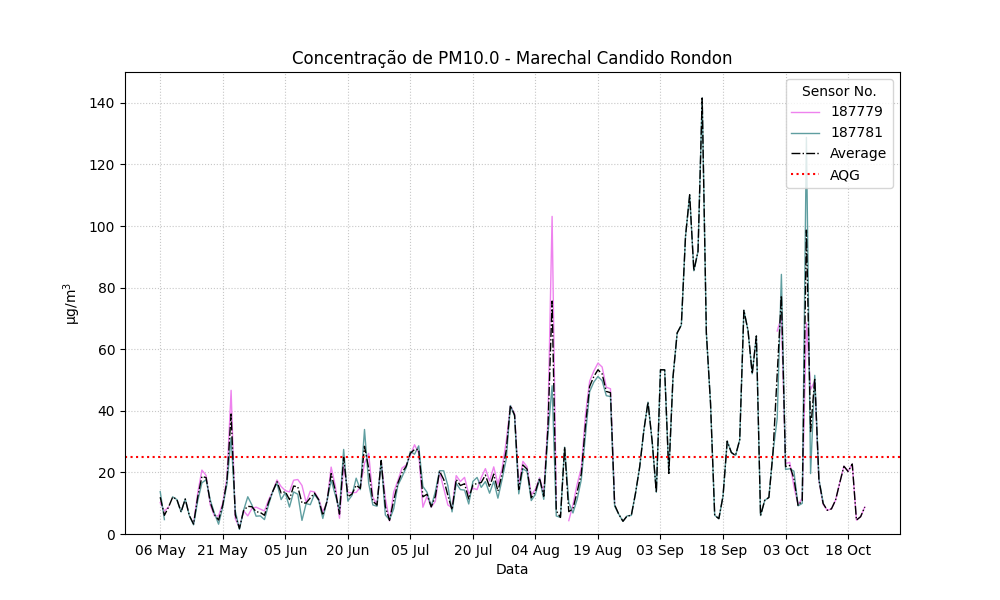 Concentração de PM10.0 - Marechal Candido Rondon
Sensor No.
187779
187781
Average
AQG
140
120
100
80
60
40
20
0
µg/m³
06 May 21 May 05 Jun 20 Jun 05 Jul 20 Jul 04 Aug 19 Aug 03 Sep 18 Sep 03 Oct 18 Oct
Data